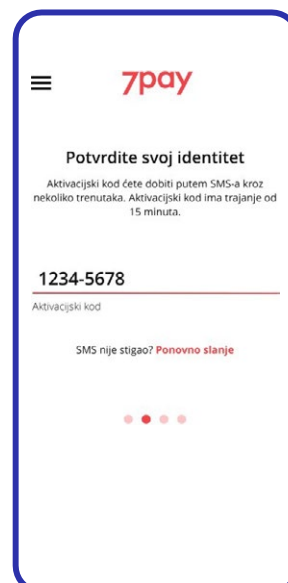 7pay
Potvrdite svoj identitet
Aktivacijski kod ćete dobiti putem SMS-a kroz
nekoliko trenutaka. Aktivacijski kod ima trajanje od
15 minuta.
1234-5678
Aktivacijski kod
SMS nije stigao? Ponovno slanje